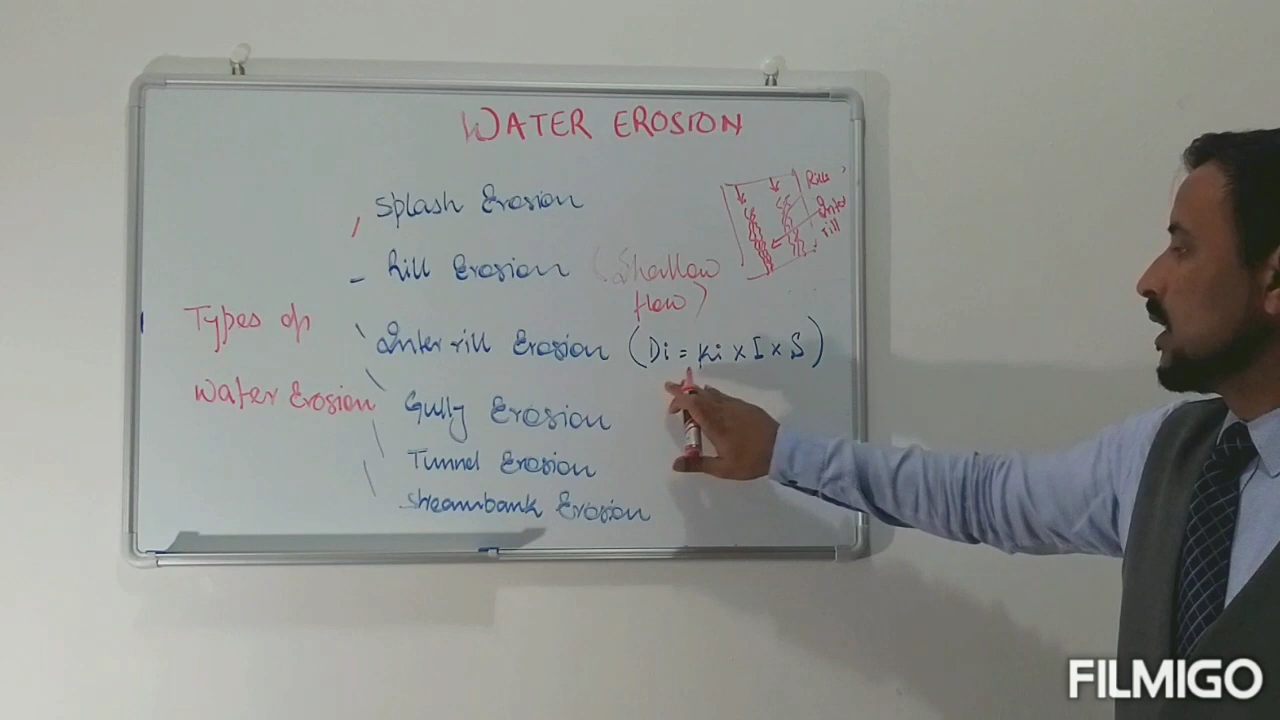 WATER EROSION
Splash Erosion
Rill Erosion (Shallow
flow)
Types of
Water Erosion
Inter rill Erosion (Di = Ki x I x S)
Gully Erosion
Tunnel Erosion
Streambank Erosion
Rills
Inter
rill
FILMIGO